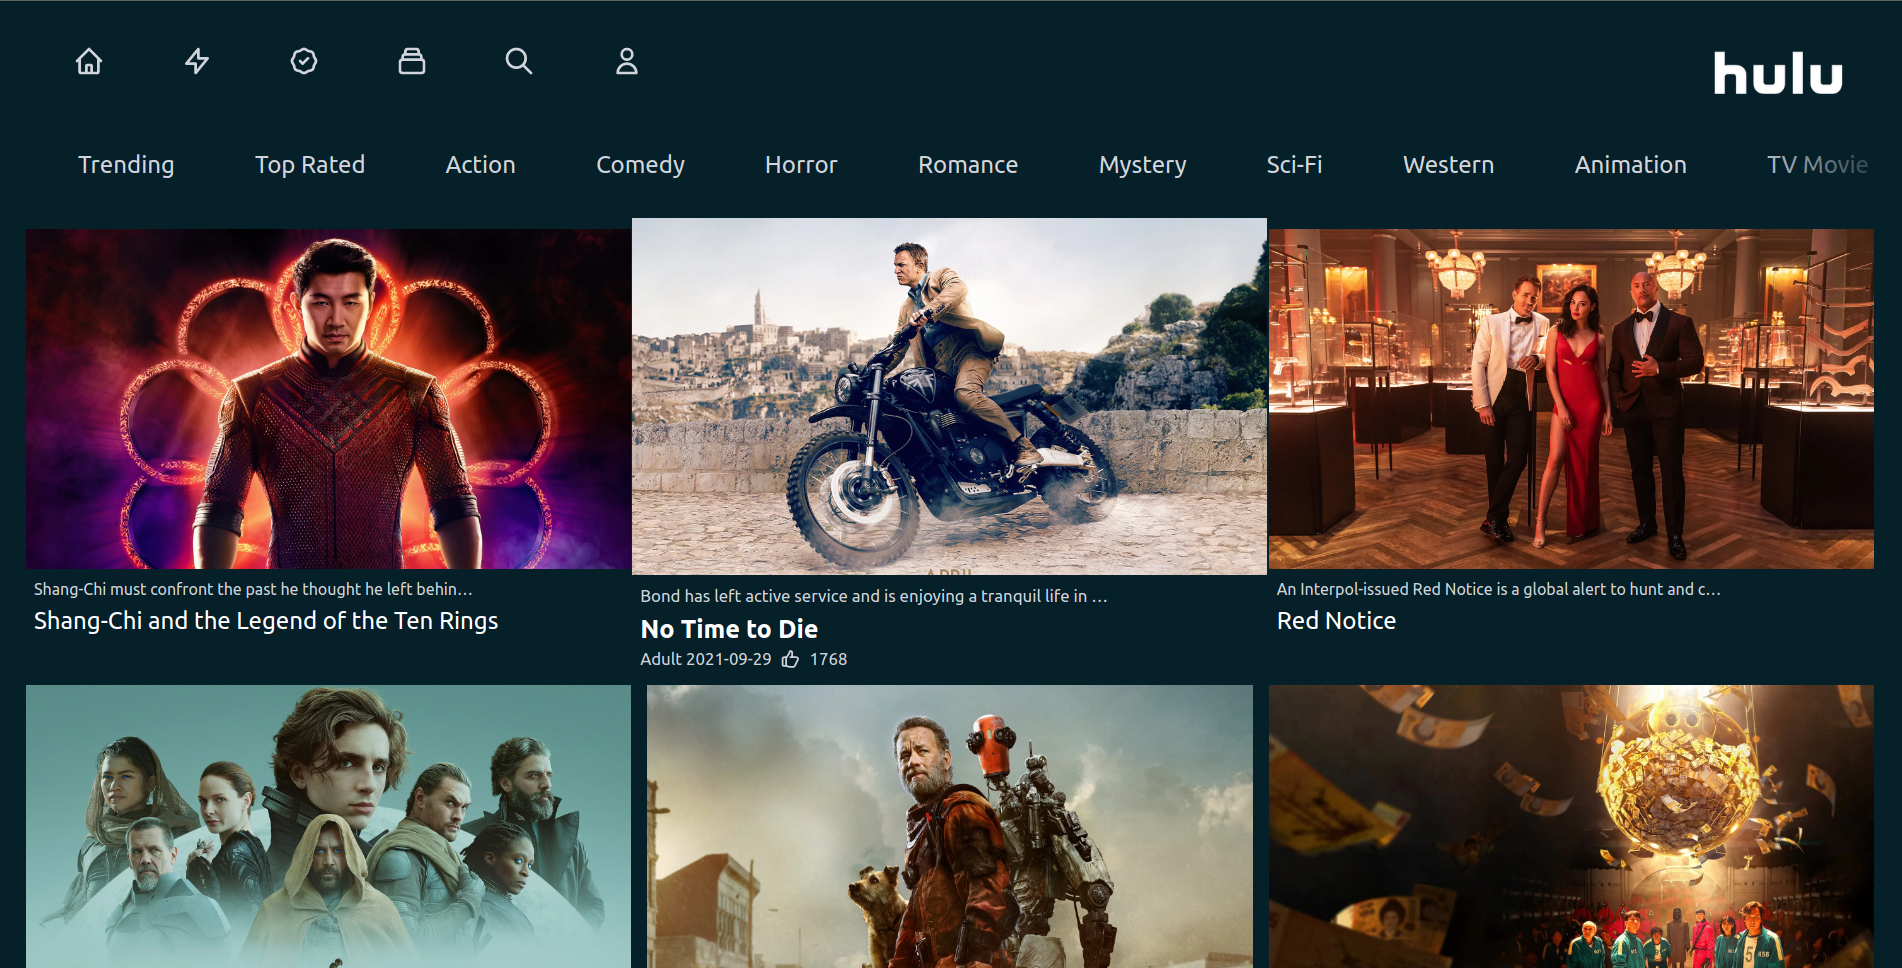 hulu
Trending Top Rated Action Comedy Horror Romance Mystery Sci-Fi Western Animation TV Movie
APRIL
Shang-Chi must confront the past he thought he left behin...
Shang-Chi and the Legend of the Ten Rings
Bond has left active service and is enjoying a tranquil life in ...
No Time to Die
Adult 2021-09-29 1768
An Interpol-issued Red Notice is a global alert to hunt and c...
Red Notice
456